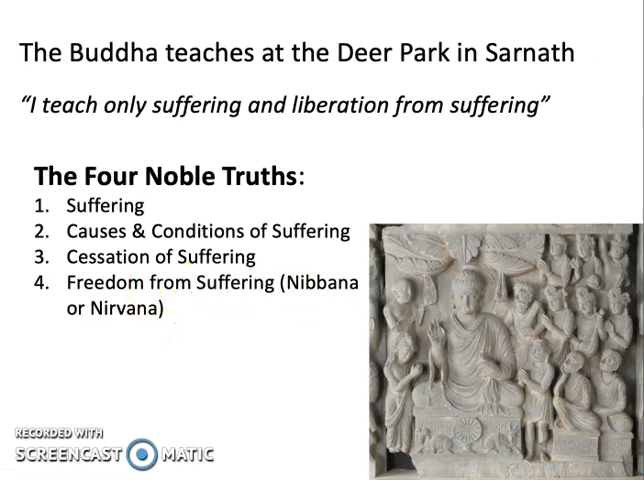 The Buddha teaches at the Deer Park in Sarnath
“I teach only suffering and liberation from suffering”
The Four Noble Truths:
1. Suffering
2. Causes & Conditions of Suffering
3. Cessation of Suffering
4. Freedom from Suffering (Nibbana
or Nirvana)
RECORDED WITH
SCREENCAST MATIC